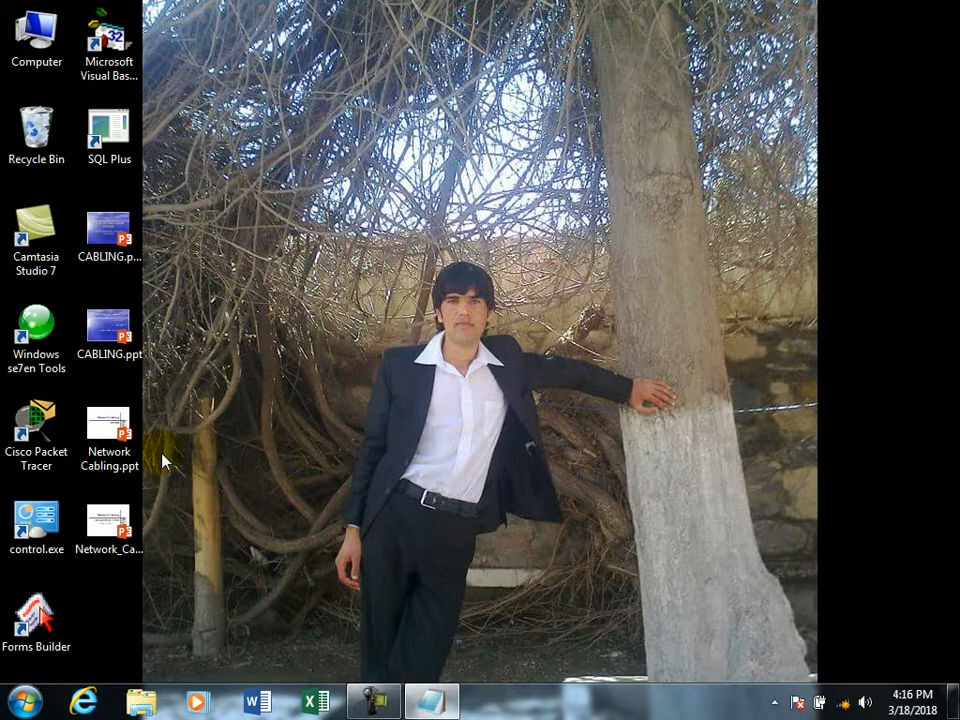 Computer
Microsoft
Visual Bas...
Recycle Bin
SQL Plus
Camtasia
Studio 7
CABLING.p...
Windows
se7en Tools
CABLING.ppt
Cisco Packet
Tracer
Network
Cabling.ppt
control.exe
Network_Ca...
Forms Builder
4:16 PM
3/18/2018